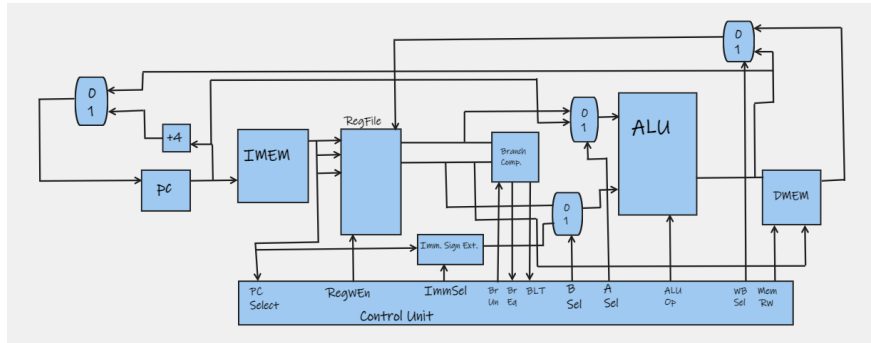 0
1
0
1
+4
PC
IMEM
RegFile
Branch
Comp.
0
1
0
1
ALU
DMEM
Imm. Sign Ext.
PC
Select
RegWEn
ImmSel
Br
Un
Br
Eq
BLT
B
Sel
A
Sel
ALU
Op
WB
Sel
Mem
RW
Control Unit